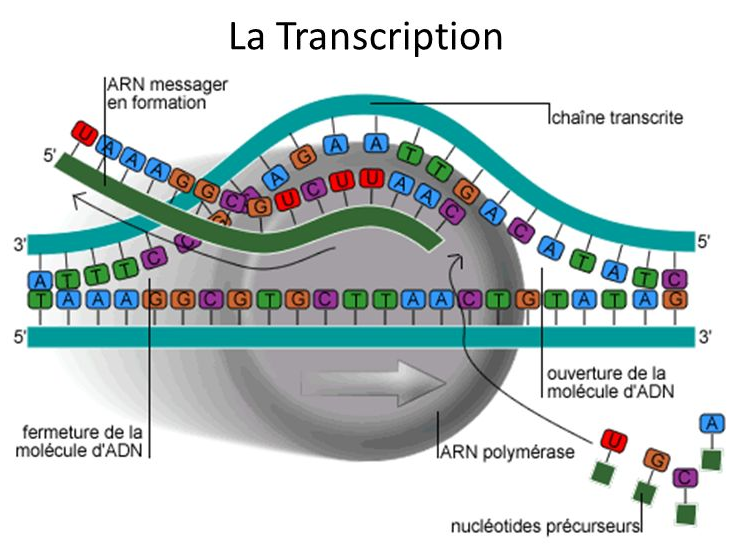 La Transcription
ARN messager
en formation
chaîne transcrite
5'
U A A A G G C G U C U U A A C
A G A A T T G A C A T A T C
3'
5'
A T T T C C G
T A A A G G C G T G C T T A A C T G T A T A G
5'
3'
ouverture de la
molécule d'ADN
fermeture de la
molécule d'ADN
ARN polymérase
U G C A
nucléotides précurseurs